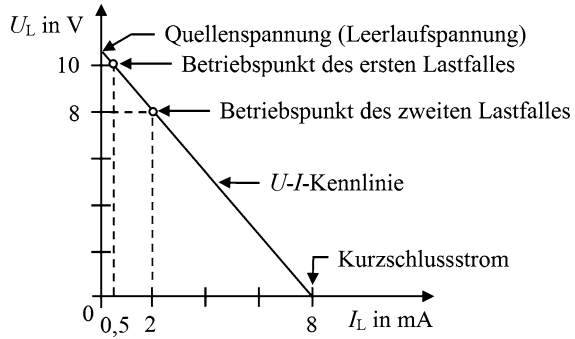 U_L in V
Quellenspannung (Leerlaufspannung)
10
Betriebspunkt des ersten Lastfalles
8
Betriebspunkt des zweiten Lastfalles
U-I-Kennlinie
Kurzschlussstrom
0
0 0,5 2 8 I_L in mA